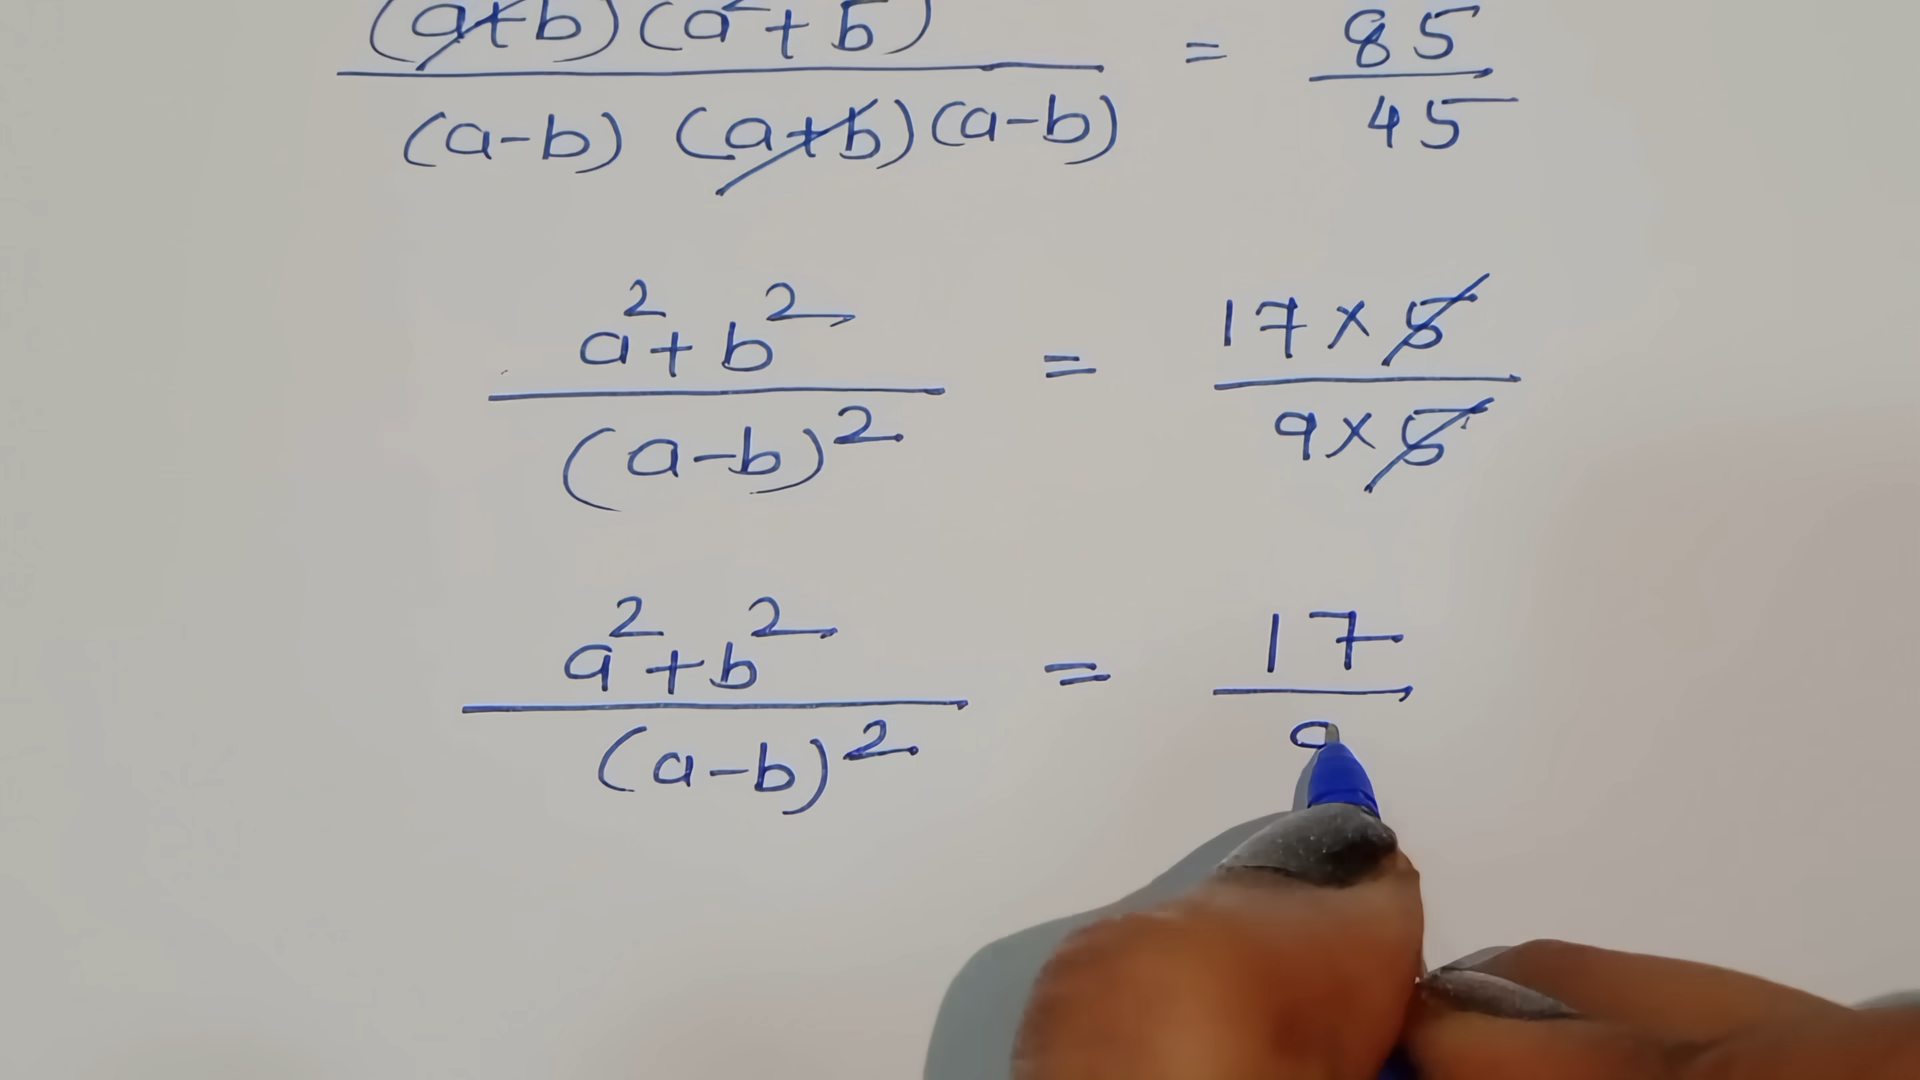 (a+b)(a²+b²) / (a-b) (a+b)(a-b) = 85 / 45
a²+b² / (a-b)² = 17×5 / 9×5
a²+b² / (a-b)² = 17 / 9